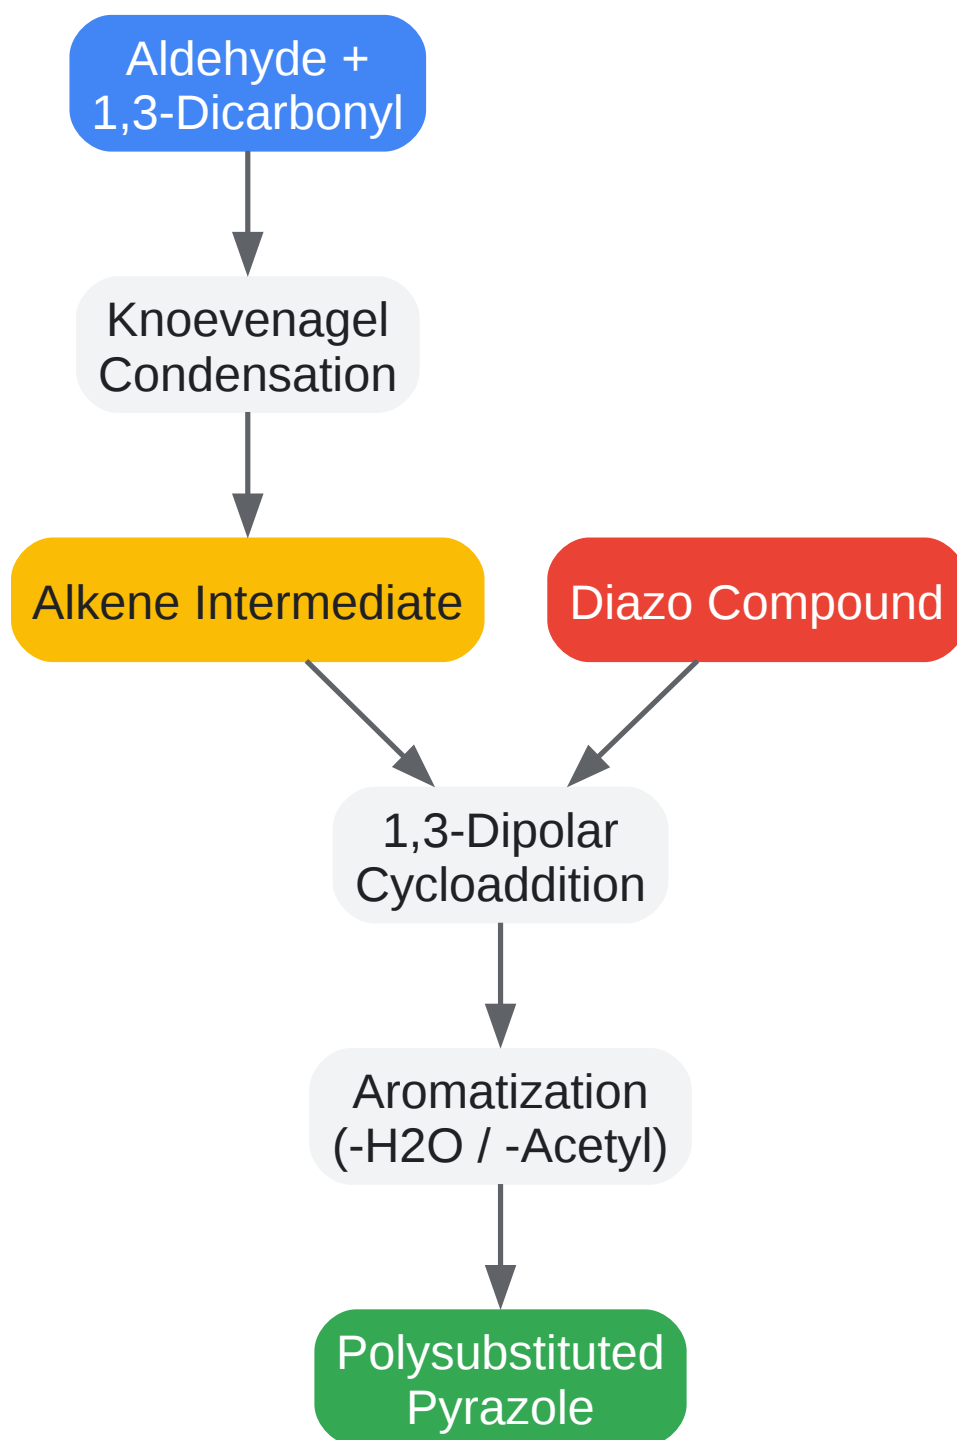 Aldehyde +
1,3-Dicarbonyl
Knoevenagel
Condensation
Alkene Intermediate
Diazo Compound
1,3-Dipolar
Cycloaddition
Aromatization
(-H2O / -Acetyl)
Polysubstituted
Pyrazole